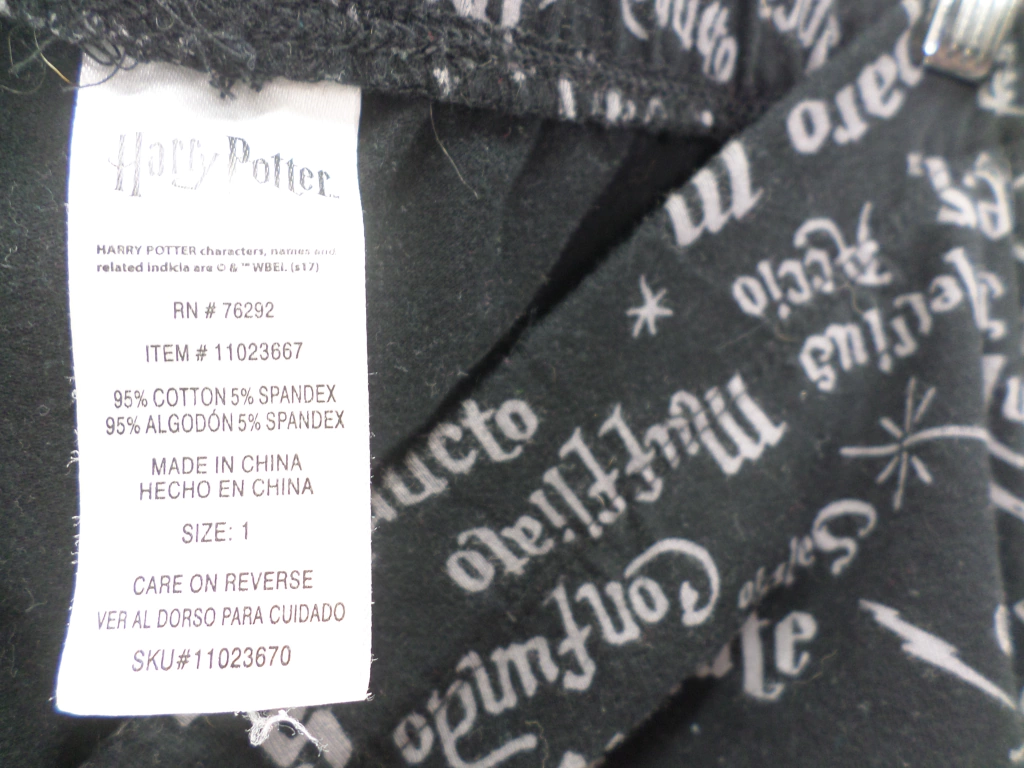 Harry Potter
HARRY POTTER characters, names and
related indicia are © & ™ WBEI. (s17)
RN # 76292
ITEM # 11023667
95% COTTON 5% SPANDEX
95% ALGODÓN 5% SPANDEX
MADE IN CHINA
HECHO EN CHINA
SIZE: 1
CARE ON REVERSE
VER AL DORSO PARA CUIDADO
SKU#11023670
Accio
Muffliato
Confundo